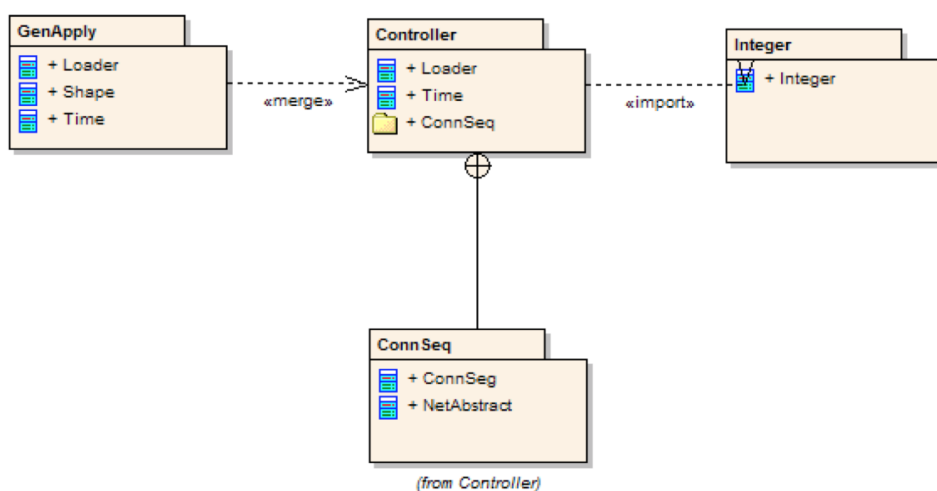 GenApply
+ Loader
+ Shape
+ Time
«merge»
Controller
+ Loader
+ Time
+ ConnSeq
«import»
Integer
+ Integer
ConnSeq
+ ConnSeg
+ NetAbstract
(from Controller)